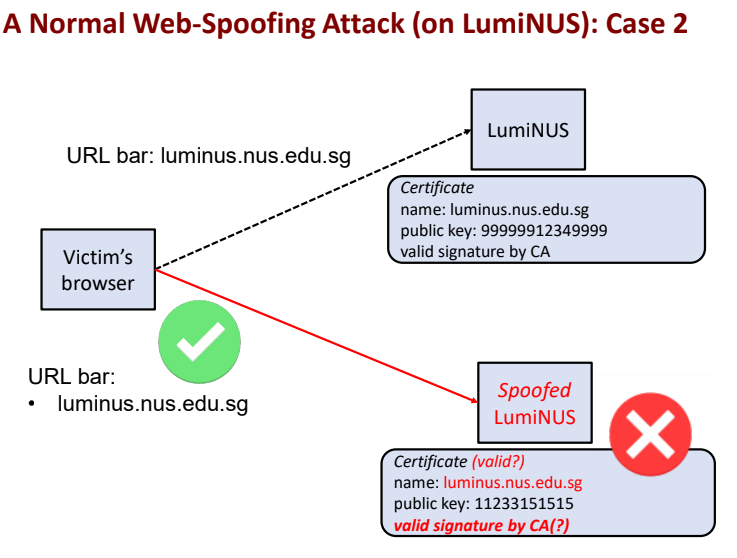 A Normal Web-Spoofing Attack (on LumiNUS): Case 2
LumiNUS
URL bar: luminus.nus.edu.sg
Certificate
name: luminus.nus.edu.sg
public key: 99999912349999
valid signature by CA
Victim's
browser
URL bar:
• luminus.nus.edu.sg
Spoofed
LumiNUS
Certificate (valid?)
name: luminus.nus.edu.sg
public key: 11233151515
valid signature by CA(?)